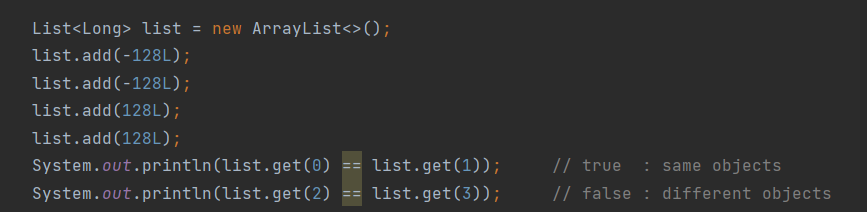 List<Long> list = new ArrayList<>();
list.add(-128L);
list.add(-128L);
list.add(128L);
list.add(128L);
System.out.println(list.get(0) == list.get(1));     // true  : same objects
System.out.println(list.get(2) == list.get(3));     // false : different objects